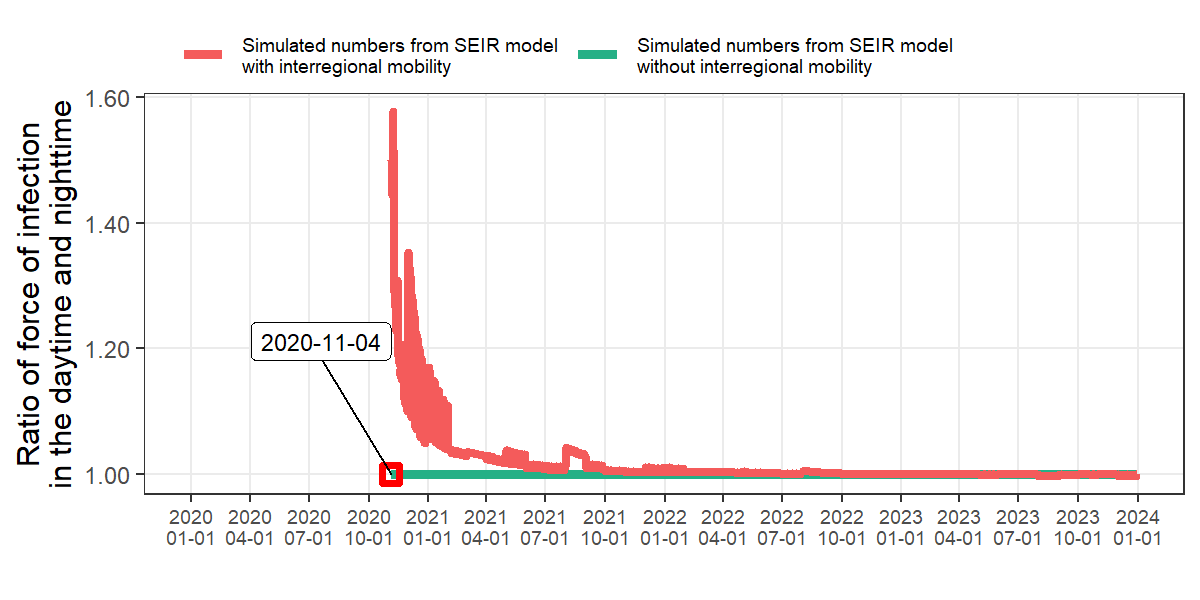 Simulated numbers from SEIR model
with interregional mobility
Simulated numbers from SEIR model
without interregional mobility
Ratio of force of infection
in the daytime and nighttime
1.60
1.40
1.20
1.00
2020-11-04
2020 2020 2020 2020 2021 2021 2021 2021 2022 2022 2022 2022 2023 2023 2023 2023 2024
01-01 04-01 07-01 10-01 01-01 04-01 07-01 10-01 01-01 04-01 07-01 10-01 01-01 04-01 07-01 10-01 01-01